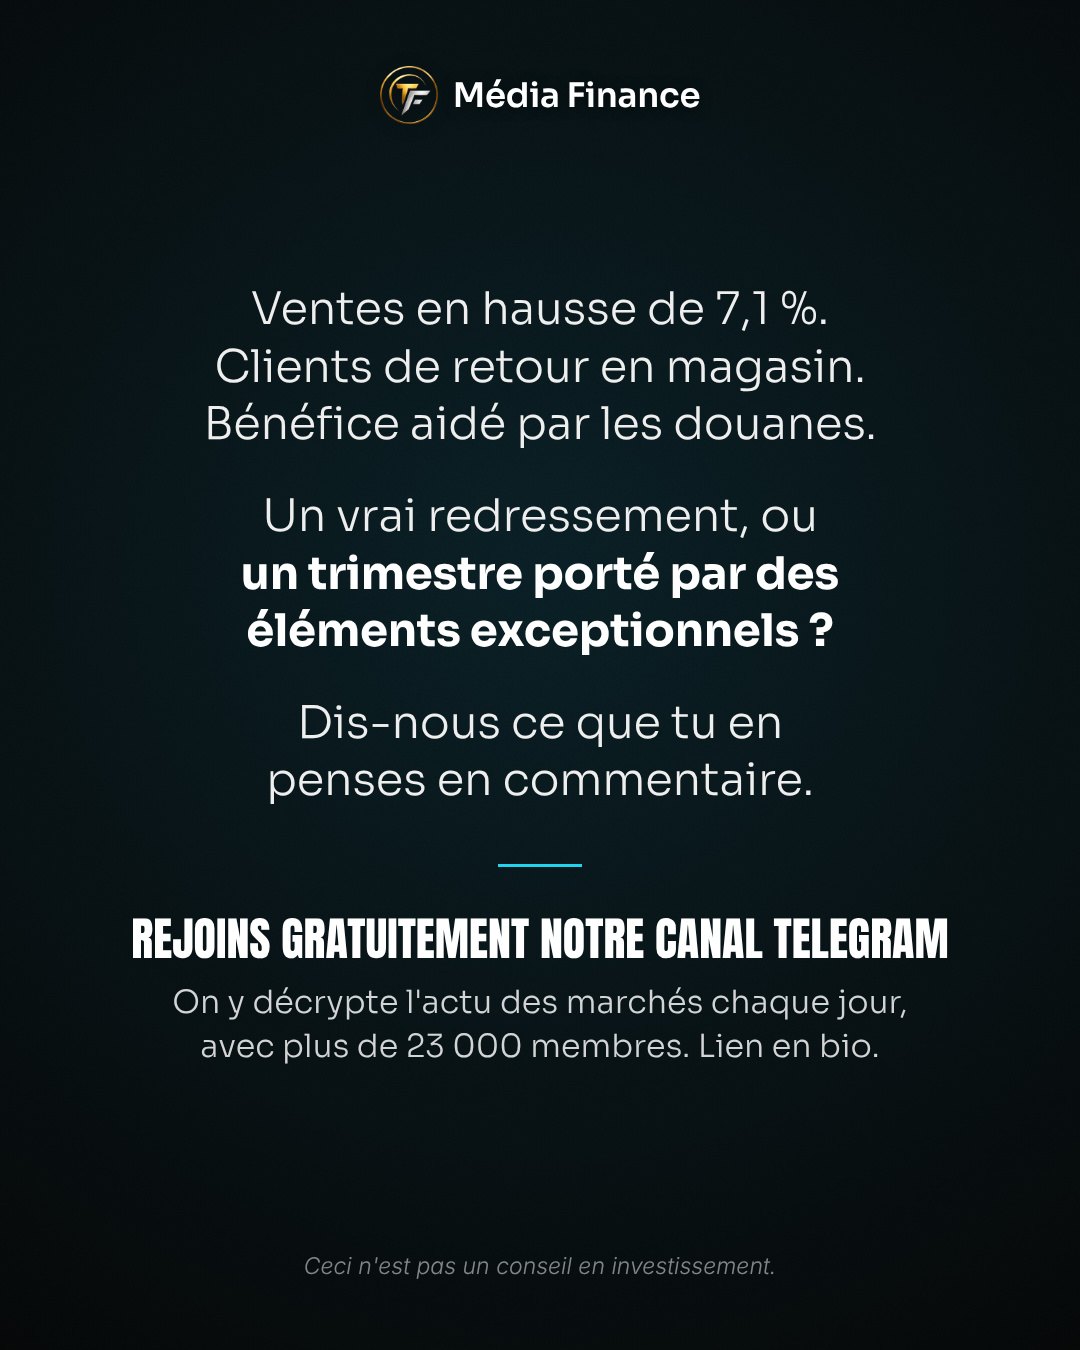 TF Média Finance
Ventes en hausse de 7,1 %.
Clients de retour en magasin.
Bénéfice aidé par les douanes.
Un vrai redressement, ou
un trimestre porté par des
éléments exceptionnels ?
Dis-nous ce que tu en
penses en commentaire.
REJOINS GRATUITEMENT NOTRE CANAL TELEGRAM
On y décrypte l'actu des marchés chaque jour,
avec plus de 23 000 membres. Lien en bio.
Ceci n'est pas un conseil en investissement.